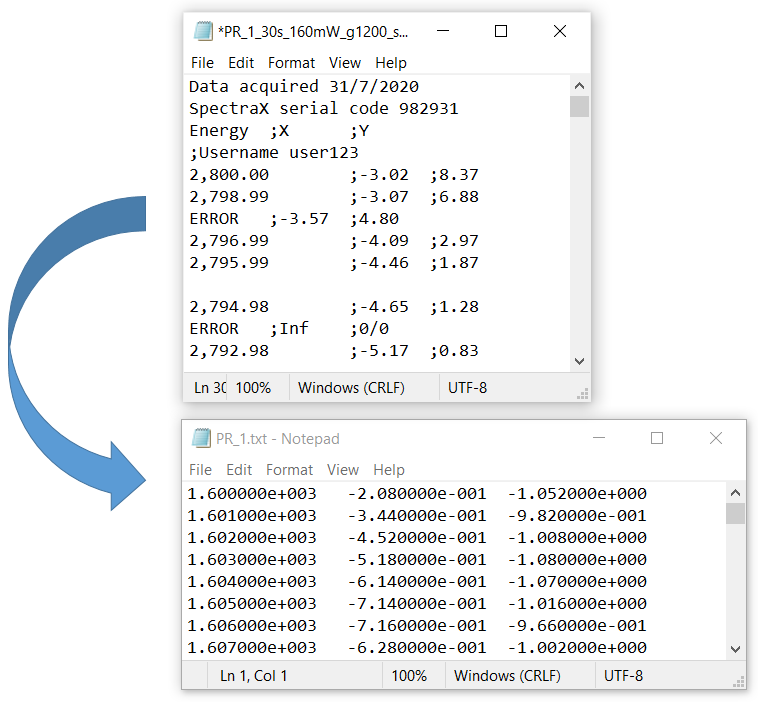 *PR_1_30s_160mW_g1200_s...
File Edit Format View Help
Data acquired 31/7/2020
SpectraX serial code 982931
Energy ;X ;Y
;Username user123
2,800.00 ;-3.02 ;8.37
2,798.99 ;-3.07 ;6.88
ERROR ;-3.57 ;4.80
2,796.99 ;-4.09 ;2.97
2,795.99 ;-4.46 ;1.87
2,794.98 ;-4.65 ;1.28
ERROR ;Inf ;0/0
2,792.98 ;-5.17 ;0.83
Ln 30 100% Windows (CRLF) UTF-8
PR_1.txt - Notepad
File Edit Format View Help
1.600000e+003 -2.080000e-001 -1.052000e+000
1.601000e+003 -3.440000e-001 -9.820000e-001
1.602000e+003 -4.520000e-001 -1.008000e+000
1.603000e+003 -5.180000e-001 -1.080000e+000
1.604000e+003 -6.140000e-001 -1.070000e+000
1.605000e+003 -7.140000e-001 -1.016000e+000
1.606000e+003 -7.160000e-001 -9.660000e-001
1.607000e+003 -6.280000e-001 -1.002000e+000
Ln 1, Col 1 100% Windows (CRLF) UTF-8